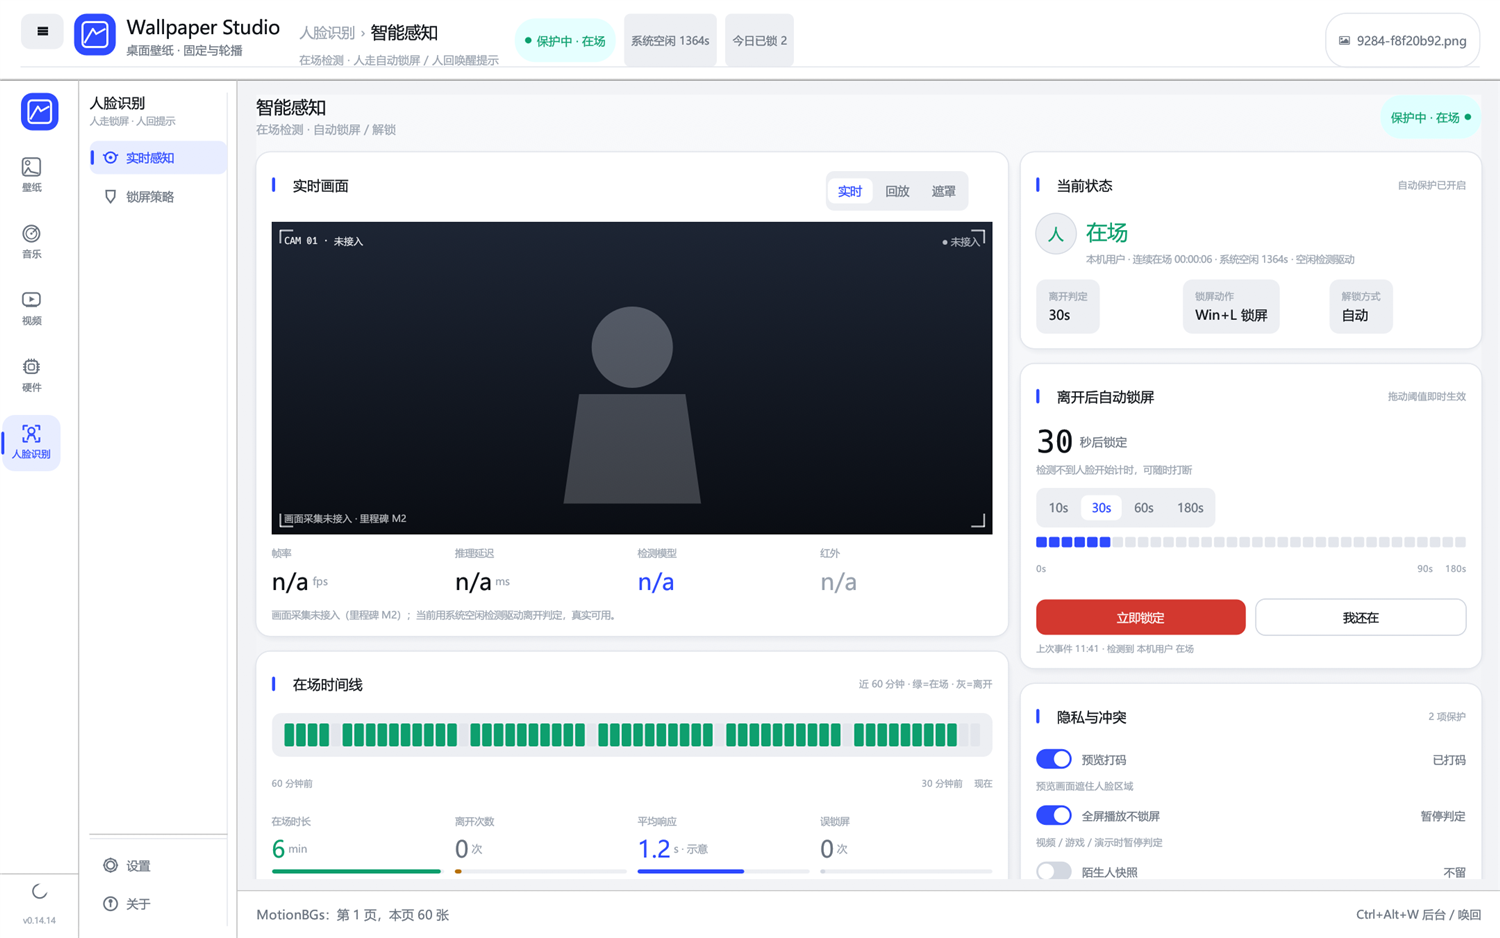 Wallpaper Studio
桌面壁纸 · 固定与轮播
人脸识别 › 智能感知
在场检测 · 人走自动锁屏 / 人回唤醒提示
保护中 · 在场
系统空闲 1364s
今日已锁 2
9284-f8f20b92.png
壁纸
音乐
视频
硬件
人脸识别
v0.14.14
人脸识别
人走锁屏 · 人回提示
实时感知
锁屏策略
设置
关于
智能感知
在场检测 · 自动锁屏 / 解锁
保护中 · 在场
实时画面
实时 回放 遮罩
CAM 01 · 未接入
未接入
画面采集未接入 · 里程碑 M2
帧率
n/a fps
推理延迟
n/a ms
检测模型
n/a
红外
n/a
画面采集未接入（里程碑 M2）；当前用系统空闲检测驱动离开判定，真实可用。
在场时间线
近 60 分钟 · 绿=在场 · 灰=离开
60 分钟前 30 分钟前 现在
在场时长
6 min
离开次数
0 次
平均响应
1.2 s · 示意
误锁屏
0 次
当前状态
自动保护已开启
人
在场
本机用户 · 连续在场 00:00:06 · 系统空闲 1364s · 空闲检测驱动
离开判定
30s
锁屏动作
Win+L 锁屏
解锁方式
自动
离开后自动锁屏
拖动阈值即时生效
30 秒后锁定
检测不到人脸开始计时，可随时打断
10s 30s 60s 180s
0s 90s 180s
立即锁定
我还在
上次事件 11:41 · 检测到 本机用户 在场
隐私与冲突
2 项保护
预览打码
已打码
预览画面遮住人脸区域
全屏播放不锁屏
暂停判定
视频 / 游戏 / 演示时暂停判定
陌生人快照
不留
MotionBGs：第 1 页，本页 60 张
Ctrl+Alt+W 后台 / 唤回